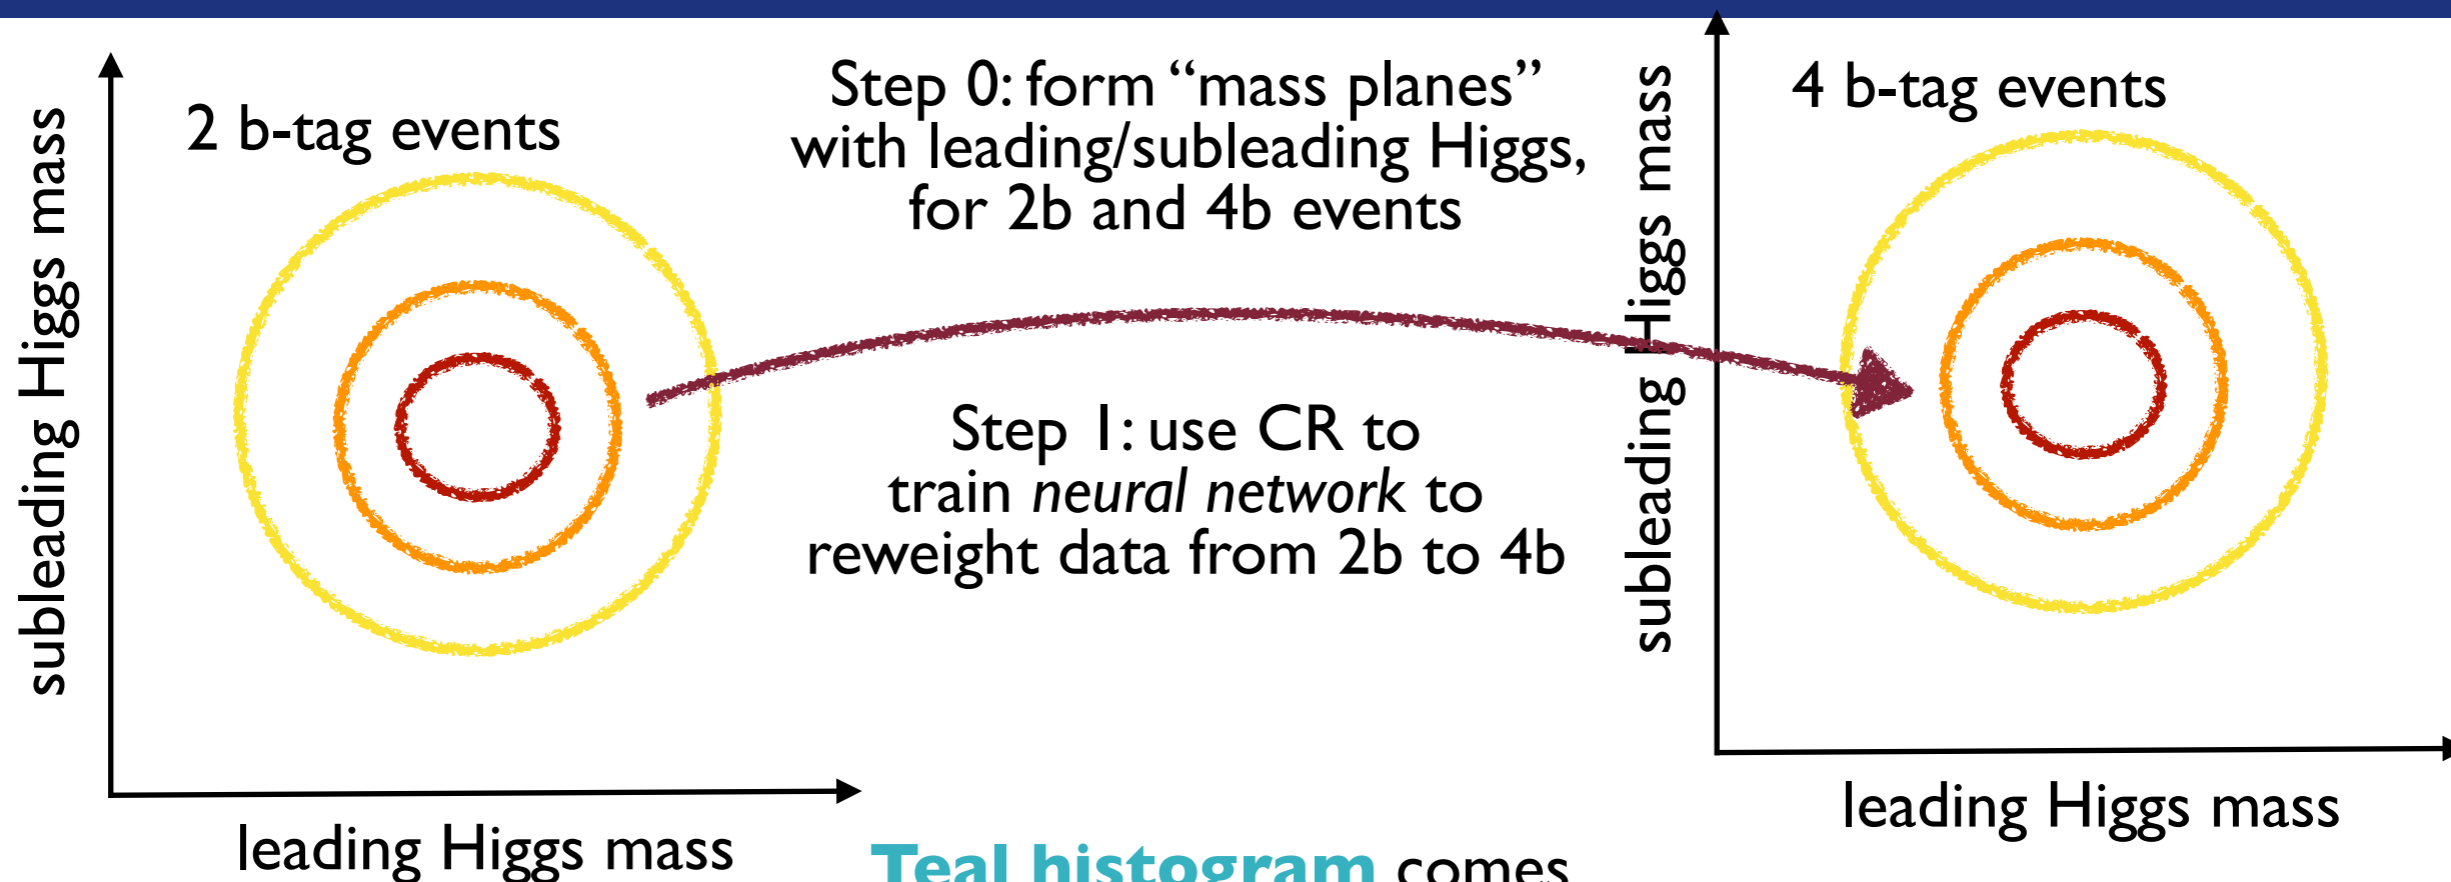 2 b-tag events
subleading Higgs mass
leading Higgs mass
Step 0: form “mass planes”
with leading/subleading Higgs,
for 2b and 4b events
Step 1: use CR to
train neural network to
reweight data from 2b to 4b
Teal histogram comes
4 b-tag events
subleading Higgs mass
leading Higgs mass